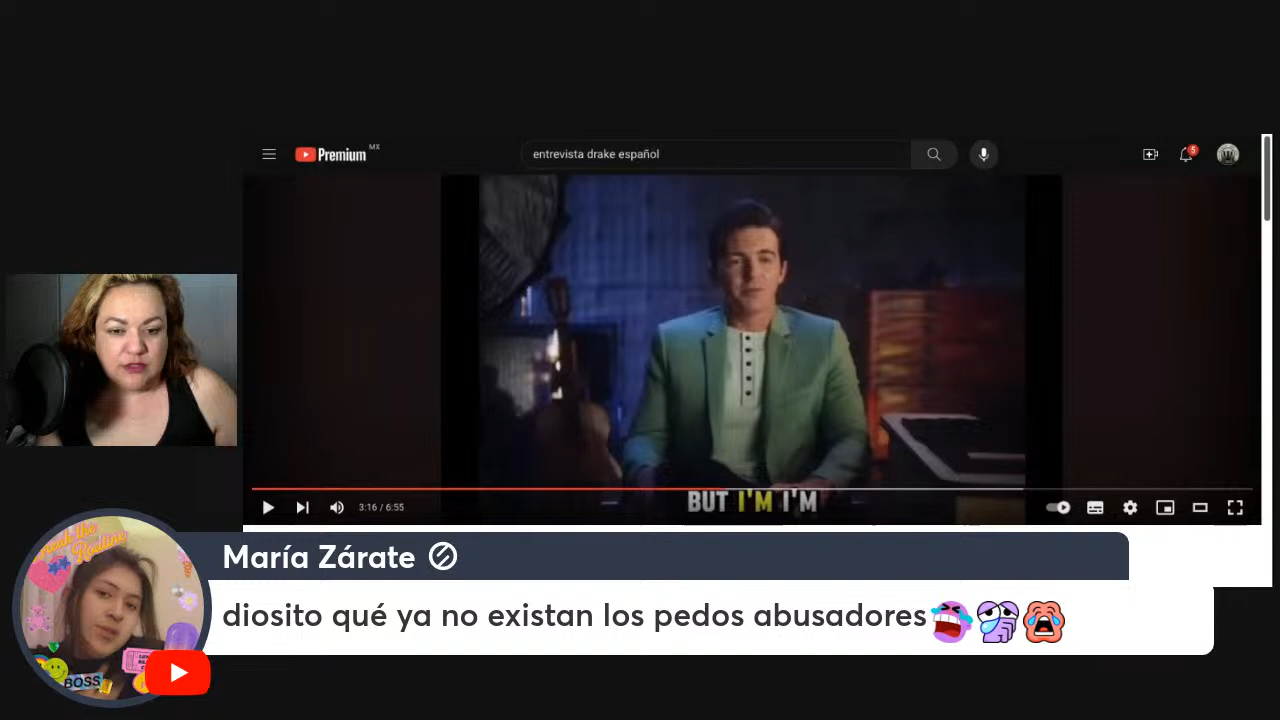 Premium MX
entrevista drake español
5
BUT I'M I'M
3:16 / 6:55
María Zárate
diosito qué ya no existan los pedos abusadores
BOSS